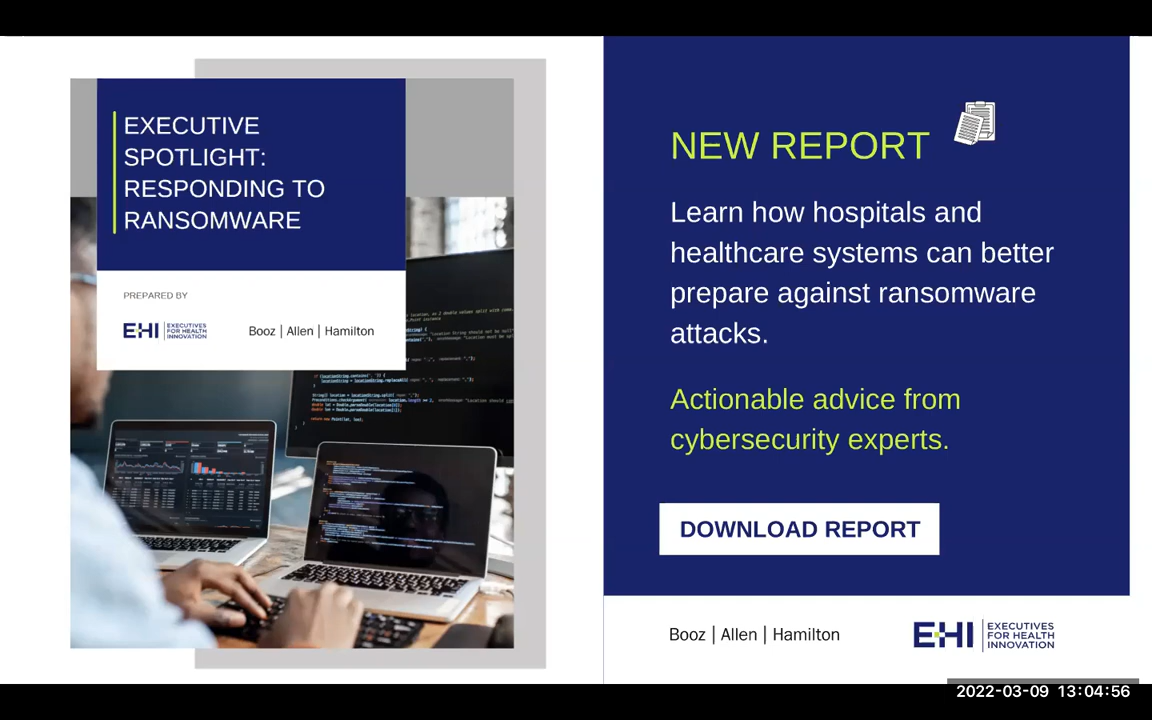 EXECUTIVE
SPOTLIGHT:
RESPONDING TO
RANSOMWARE
PREPARED BY
EHI EXECUTIVES
FOR HEALTH
INNOVATION
Booz | Allen | Hamilton
NEW REPORT
Learn how hospitals and
healthcare systems can better
prepare against ransomware
attacks.
Actionable advice from
cybersecurity experts.
DOWNLOAD REPORT
Booz | Allen | Hamilton
EHI EXECUTIVES
FOR HEALTH
INNOVATION
2022-03-09 13:04:56